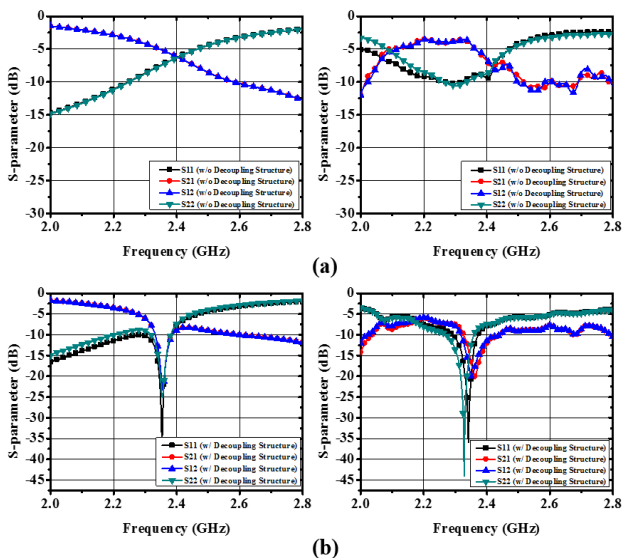 (a)
0
-5
-10
-15
-20
-25
-30
S-parameter (dB)
2.0
2.2
2.4
2.6
2.8
Frequency (GHz)
S11 (w/o Decoupling Structure)
S21 (w/o Decoupling Structure)
S12 (w/o Decoupling Structure)
S22 (w/o Decoupling Structure)
0
-5
-10
-15
-20
-25
-30
S-parameter (dB)
2.0
2.2
2.4
2.6
2.8
Frequency (GHz)
S11 (w/o Decoupling Structure)
S21 (w/o Decoupling Structure)
S12 (w/o Decoupling Structure)
S22 (w/o Decoupling Structure)
(b)
0
-5
-10
-15
-20
-25
-30
-35
-40
-45
S-parameter (dB)
2.0
2.2
2.4
2.6
2.8
Frequency (GHz)
S11 (w/ Decoupling Structure)
S21 (w/ Decoupling Structure)
S12 (w/ Decoupling Structure)
S22 (w/ Decoupling Structure)
0
-5
-10
-15
-20
-25
-30
-35
-40
-45
S-parameter (dB)
2.0
2.2
2.4
2.6
2.8
Frequency (GHz)
S11 (w/ Decoupling Structure)
S21 (w/ Decoupling Structure)
S12 (w/ Decoupling Structure)
S22 (w/ Decoupling Structure)